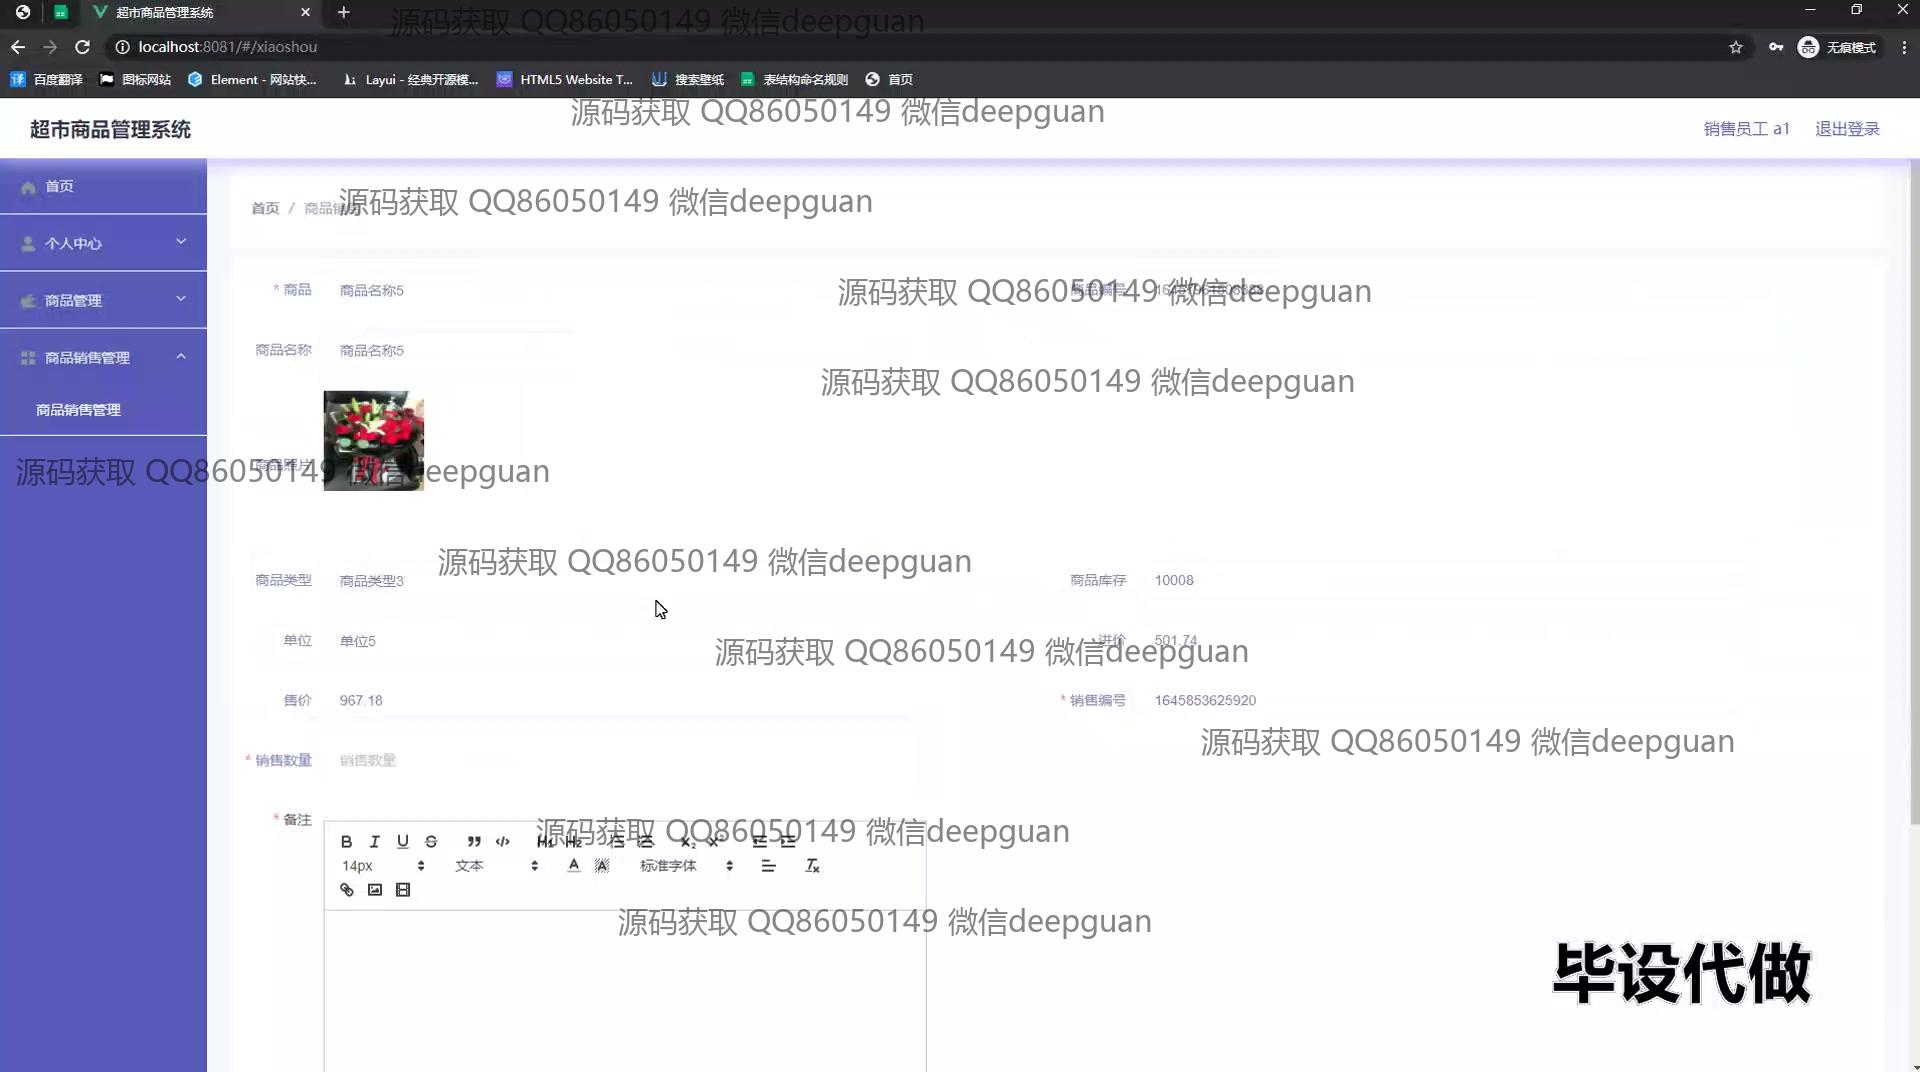 超市商品管理系统
localhost:8081/#/xiaoshou
无痕模式
百度翻译 图标网站 Element - 网站快... Layui - 经典开源模... HTML5 Website T... 搜索壁纸 表结构命名规则 首页
源码获取 QQ86050149 微信deepguan
源码获取 QQ86050149 微信deepguan
超市商品管理系统
销售员工 a1 退出登录
首页
个人中心
商品管理
商品销售管理
商品销售管理
源码获取 QQ86050149 微信deepguan
首页 / 商品销售
源码获取 QQ86050149 微信deepguan
* 商品 商品名称5
商品编号
源码获取 QQ86050149 微信deepguan
商品名称 商品名称5
源码获取 QQ86050149 微信deepguan
商品照片
源码获取 QQ86050149 微信deepguan
商品类型 商品类型3
商品库存 10008
单位 单位5
进价 501.74
源码获取 QQ86050149 微信deepguan
售价 967.18
* 销售编号 1645853625920
源码获取 QQ86050149 微信deepguan
* 销售数量 销售数量
* 备注
源码获取 QQ86050149 微信deepguan
14px 文本 标准字体
源码获取 QQ86050149 微信deepguan
毕设代做